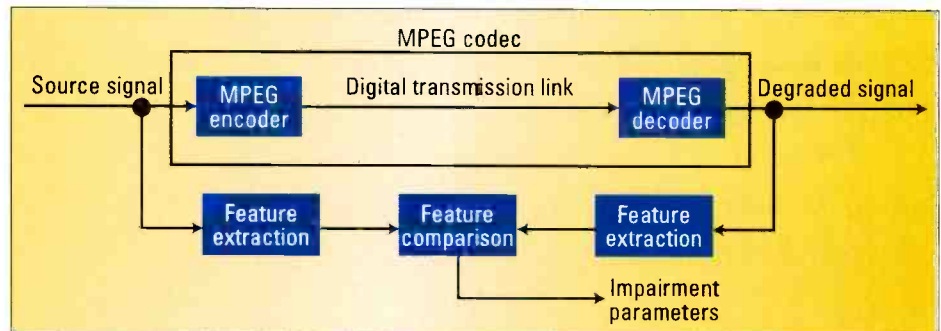 MPEG codec
Source signal
MPEG
encoder
Digital transmission link
MPEG
decoder
Degraded signal
Feature
extraction
Feature
comparison
Feature
extraction
Impairment
parameters